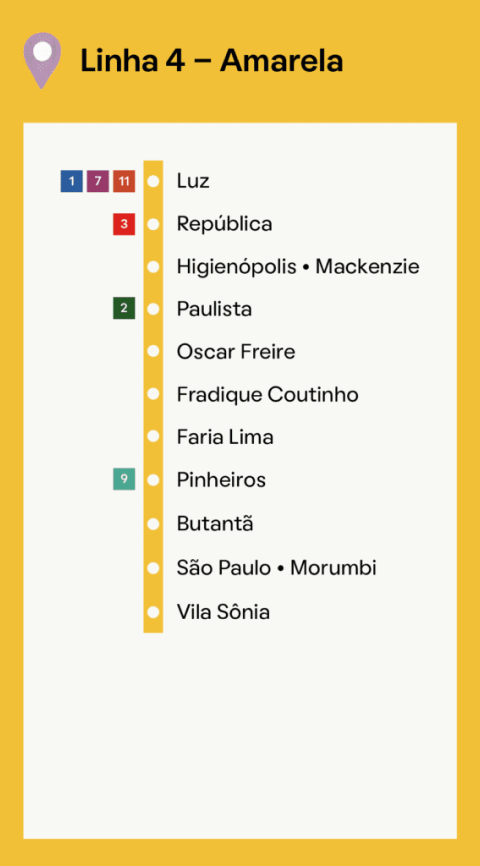 Linha 4 – Amarela
1 7 11 Luz
3 República
Higienópolis • Mackenzie
2 Paulista
Oscar Freire
Fradique Coutinho
Faria Lima
9 Pinheiros
Butantã
São Paulo • Morumbi
Vila Sônia